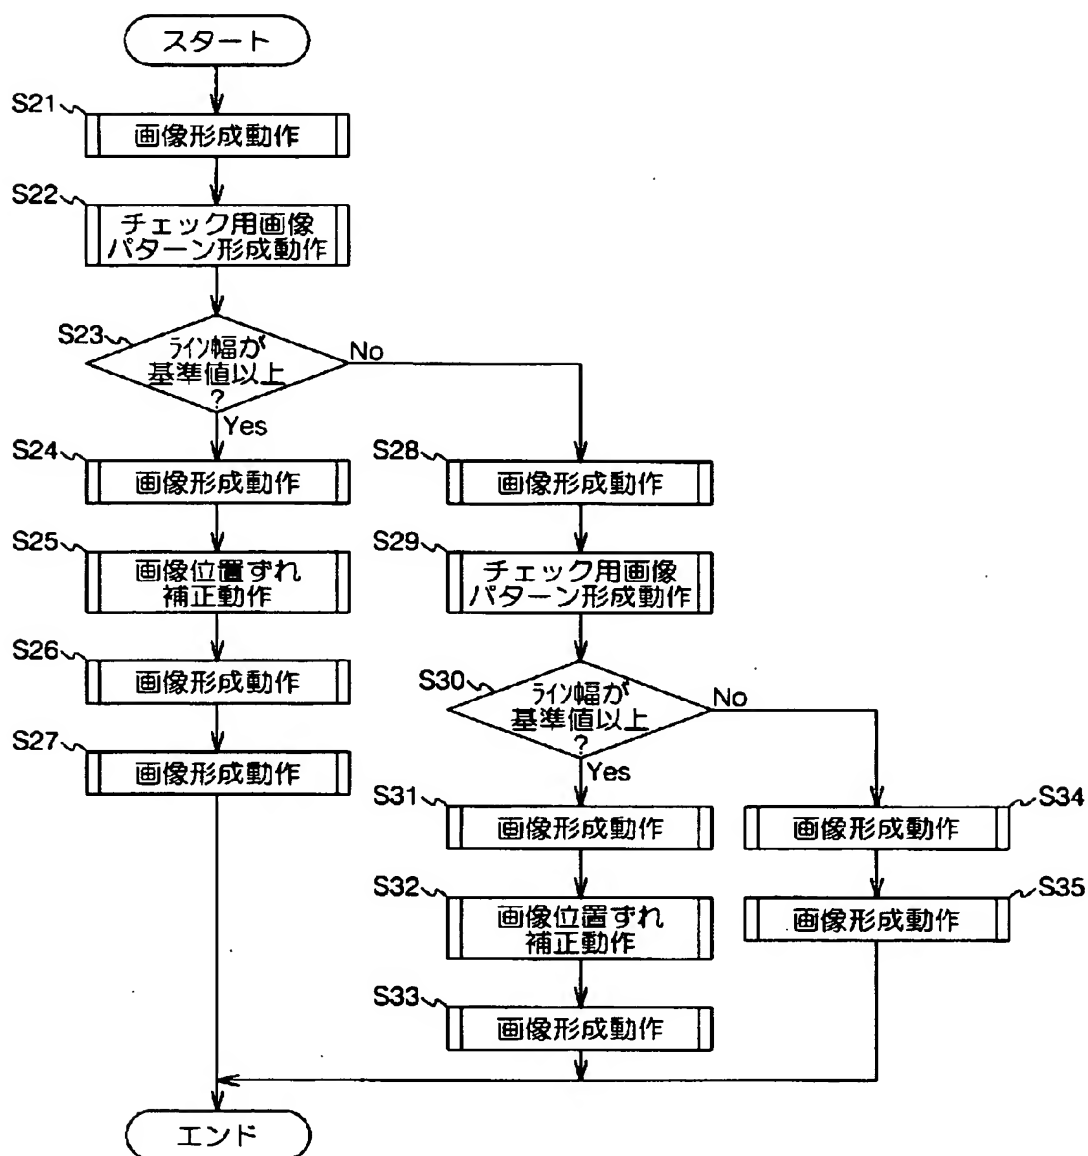 スタート
S21
画像形成動作
S22
チェック用画像
パターン形成動作
S23
ライン幅が
基準値以上
?
No
Yes
S24
画像形成動作
S25
画像位置ずれ
補正動作
S26
画像形成動作
S27
画像形成動作
S28
画像形成動作
S29
チェック用画像
パターン形成動作
S30
ライン幅が
基準値以上
?
No
Yes
S31
画像形成動作
S32
画像位置ずれ
補正動作
S33
画像形成動作
S34
画像形成動作
S35
画像形成動作
エンド